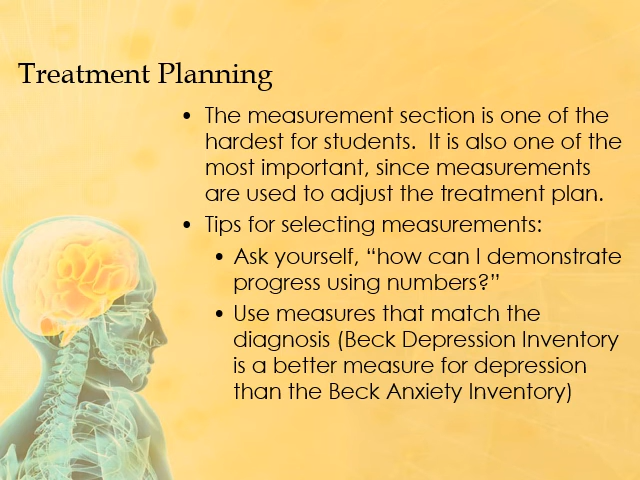 Treatment Planning
• The measurement section is one of the
hardest for students.  It is also one of the
most important, since measurements
are used to adjust the treatment plan.
• Tips for selecting measurements:
• Ask yourself, “how can I demonstrate
progress using numbers?”
• Use measures that match the
diagnosis (Beck Depression Inventory
is a better measure for depression
than the Beck Anxiety Inventory)